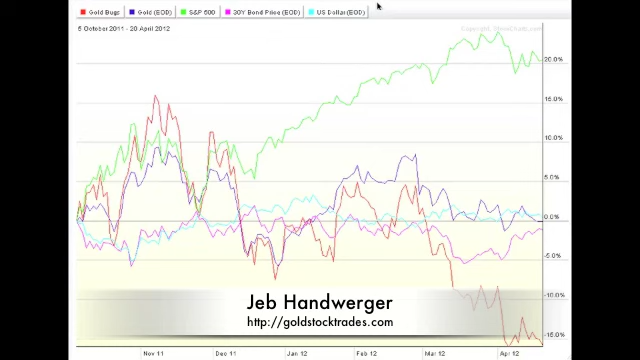 Gold Bugs Gold (EOD) S&P 500 30Y Bond Price (EOD) US Dollar(EOD)
5 October 2011 - 20 April 2012
20.0%
15.0%
10.0%
5.0%
0.0%
-5.0%
-10.0%
-15.0%
Jeb Handwerger
http://goldstocktrades.com
Nov 11 Dec 11 Jan 12 Feb 12 Mar 12 Apr 12